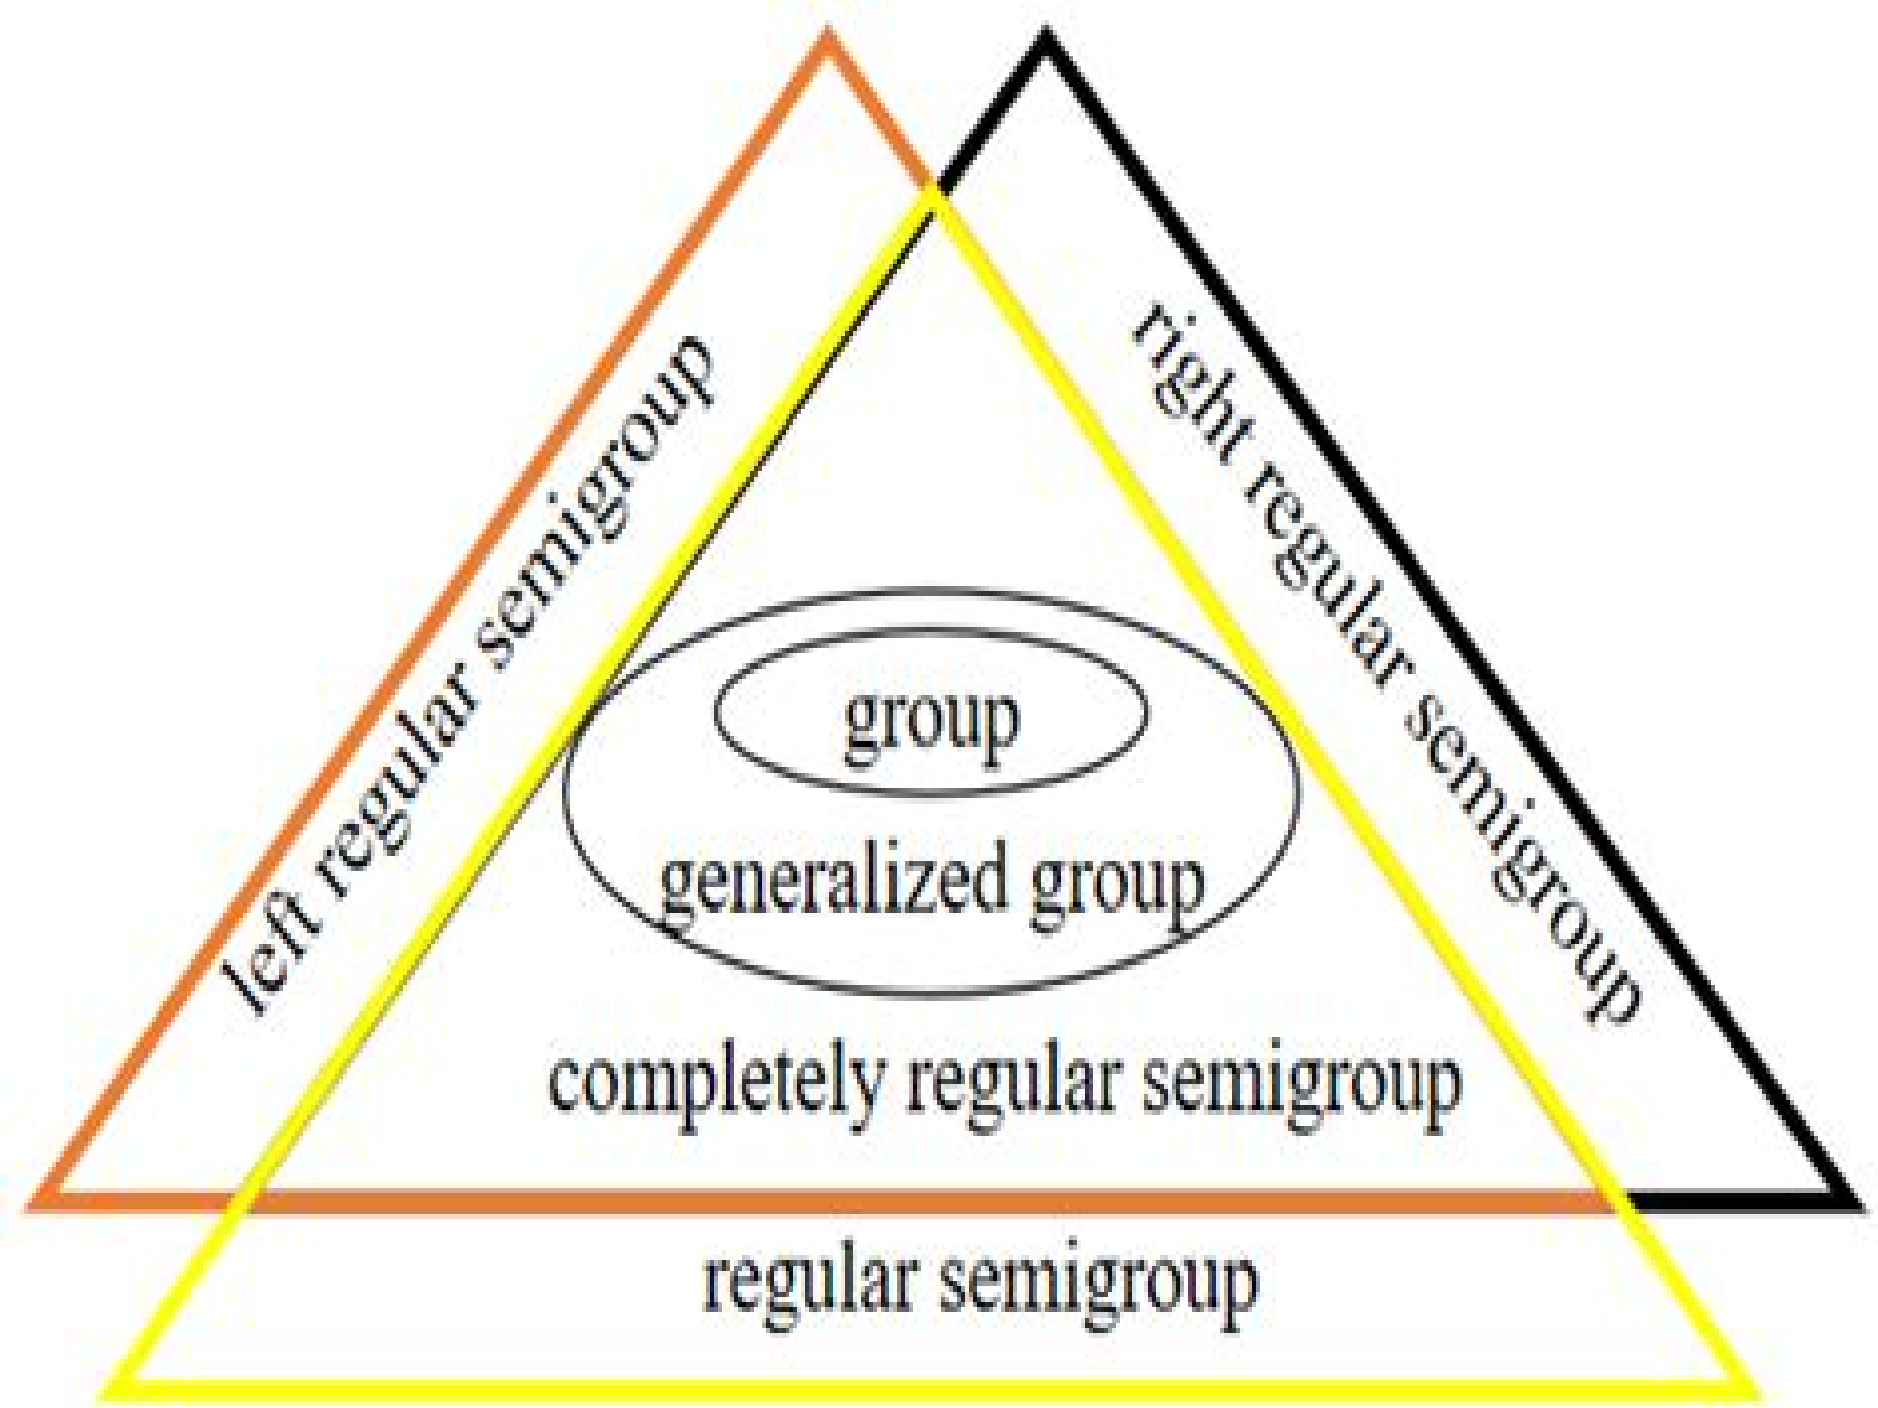 left regular semigroup
right regular semigroup
group
generalized group
completely regular semigroup
regular semigroup